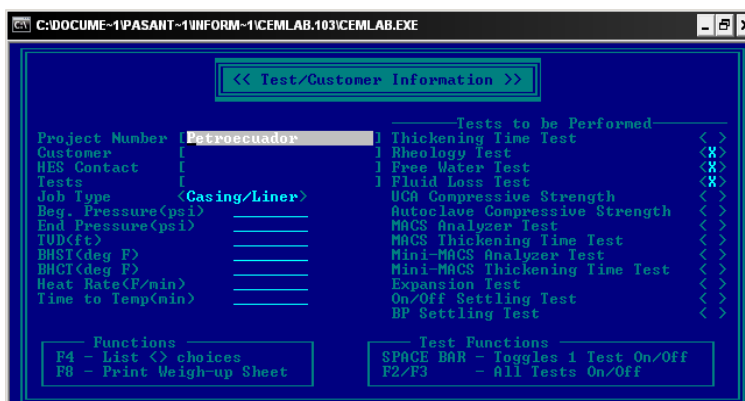 C:\DOCUME~1\PASANT~1\INFORM~1\CEMLAB.103\CEMLAB.EXE
<< Test/Customer Information >>
Tests to be Performed
Project Number [Petroecuador ] Thickening Time Test < >
Customer [ ] Rheology Test <X>
HES Contact [ ] Free Water Test <X>
Tests [ ] Fluid Loss Test <X>
Job Type <Casing/Liner> UCA Compressive Strength < >
Beg. Pressure(psi) Autoclave Compressive Strength < >
End Pressure(psi) MACS Analyzer Test < >
TVD(ft) MACS Thickening Time Test < >
BHST(deg F) Mini-MACS Analyzer Test < >
BHCT(deg F) Mini-MACS Thickening Time Test < >
Heat Rate(F/min) Expansion Test < >
Time to Temp(min) On/Off Settling Test < >
BP Settling Test < >
Functions
F4 - List <> choices
F8 - Print Weigh-up Sheet
Test Functions
SPACE BAR - Toggles 1 Test On/Off
F2/F3 - All Tests On/Off